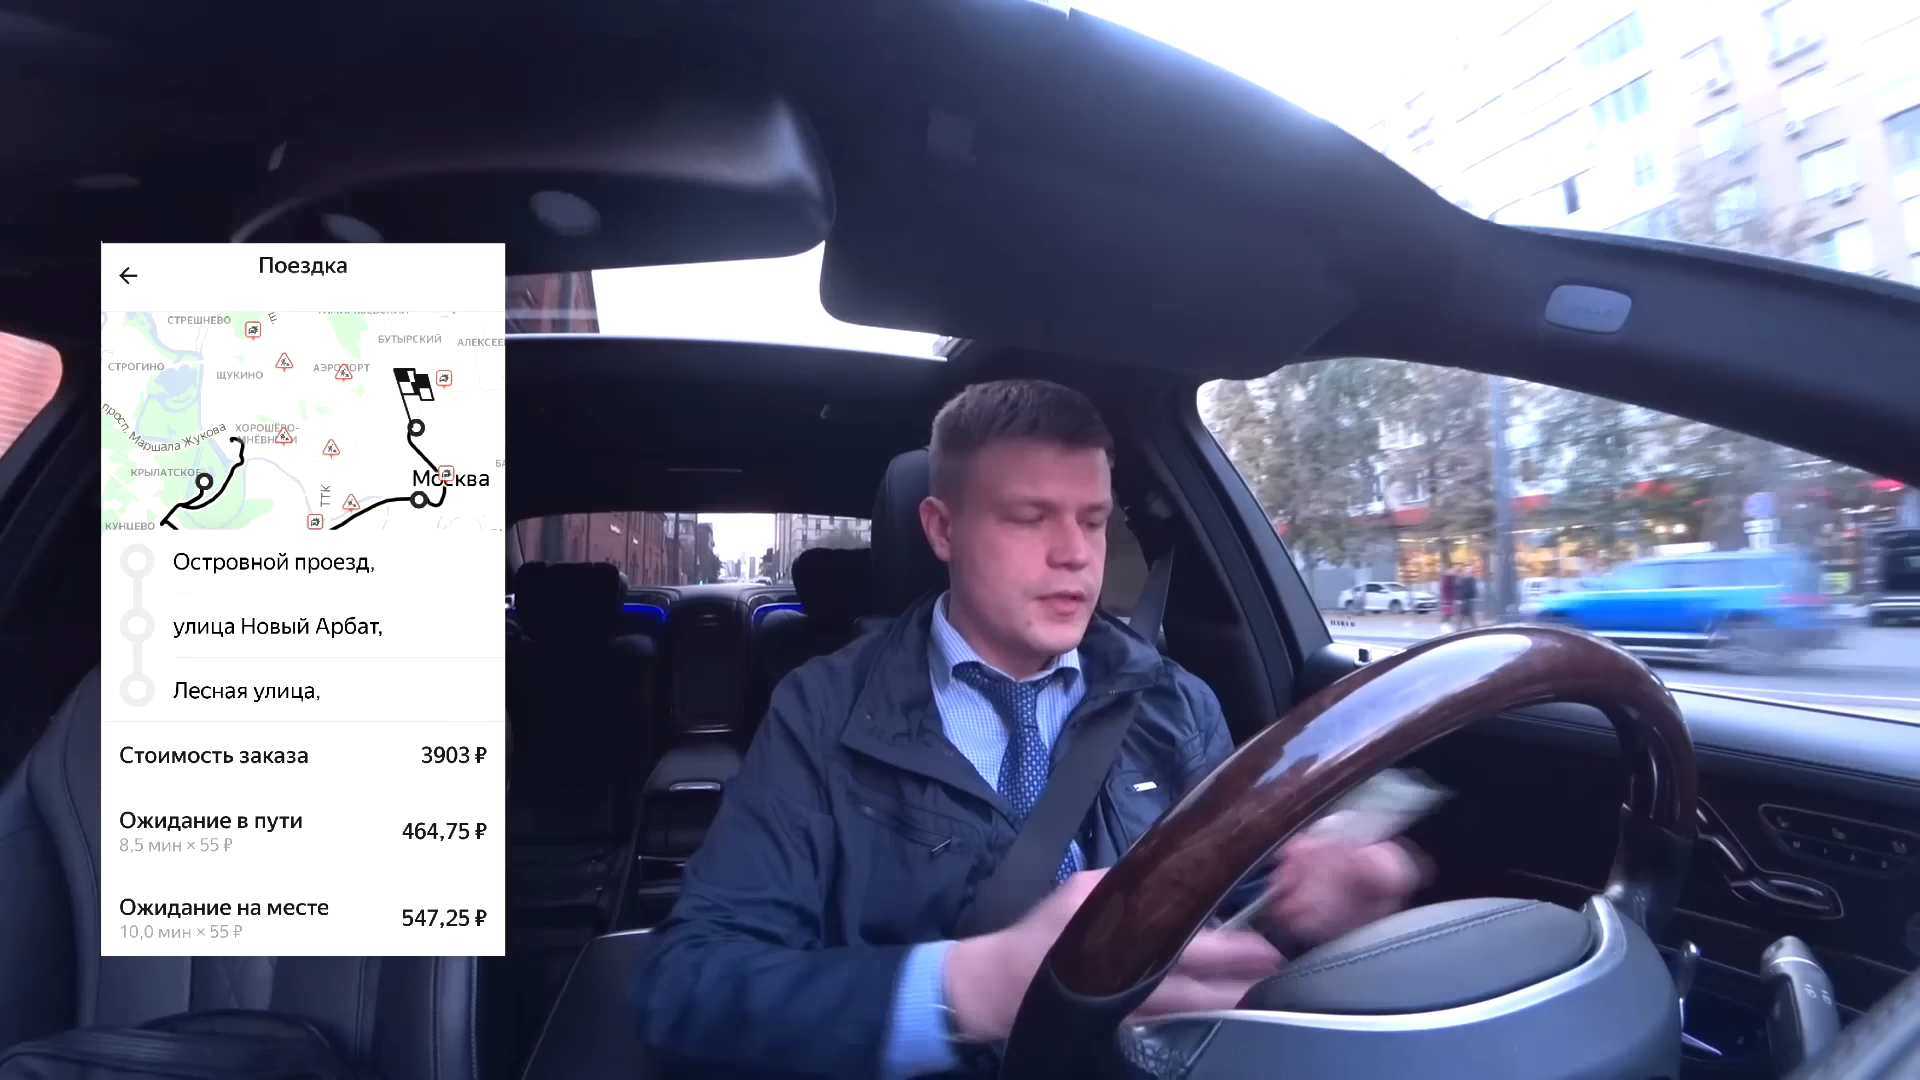 Поездка
СТРЕШНЕВО
БУТЫРСКИЙ
СТРОГИНО
ЩУКИНО
АЭРОПОРТ
просп. Маршала Жукова
ХОРОШЁВО-
МНЁВНИКИ
КРЫЛАТСКОЕ
Москва
ТТК
КУНЦЕВО
Островной проезд,
улица Новый Арбат,
Лесная улица,
Стоимость заказа 3903 ₽
Ожидание в пути 464,75 ₽
8,5 мин × 55 ₽
Ожидание на месте 547,25 ₽
10,0 мин × 55 ₽